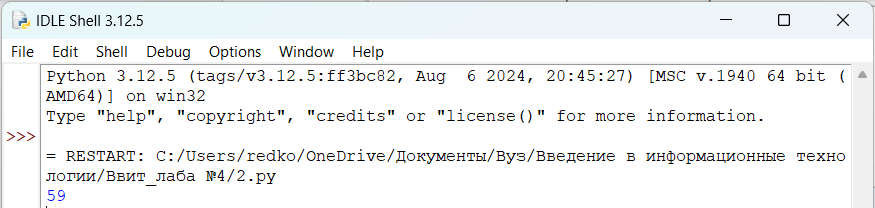 IDLE Shell 3.12.5
File Edit Shell Debug Options Window Help
Python 3.12.5 (tags/v3.12.5:ff3bc82, Aug  6 2024, 20:45:27) [MSC v.1940 64 bit (
AMD64)] on win32
Type "help", "copyright", "credits" or "license()" for more information.
>>>
= RESTART: C:/Users/redko/OneDrive/Документы/Вуз/Введение в информационные техно
логии/Ввит_лаба №4/2.py
59